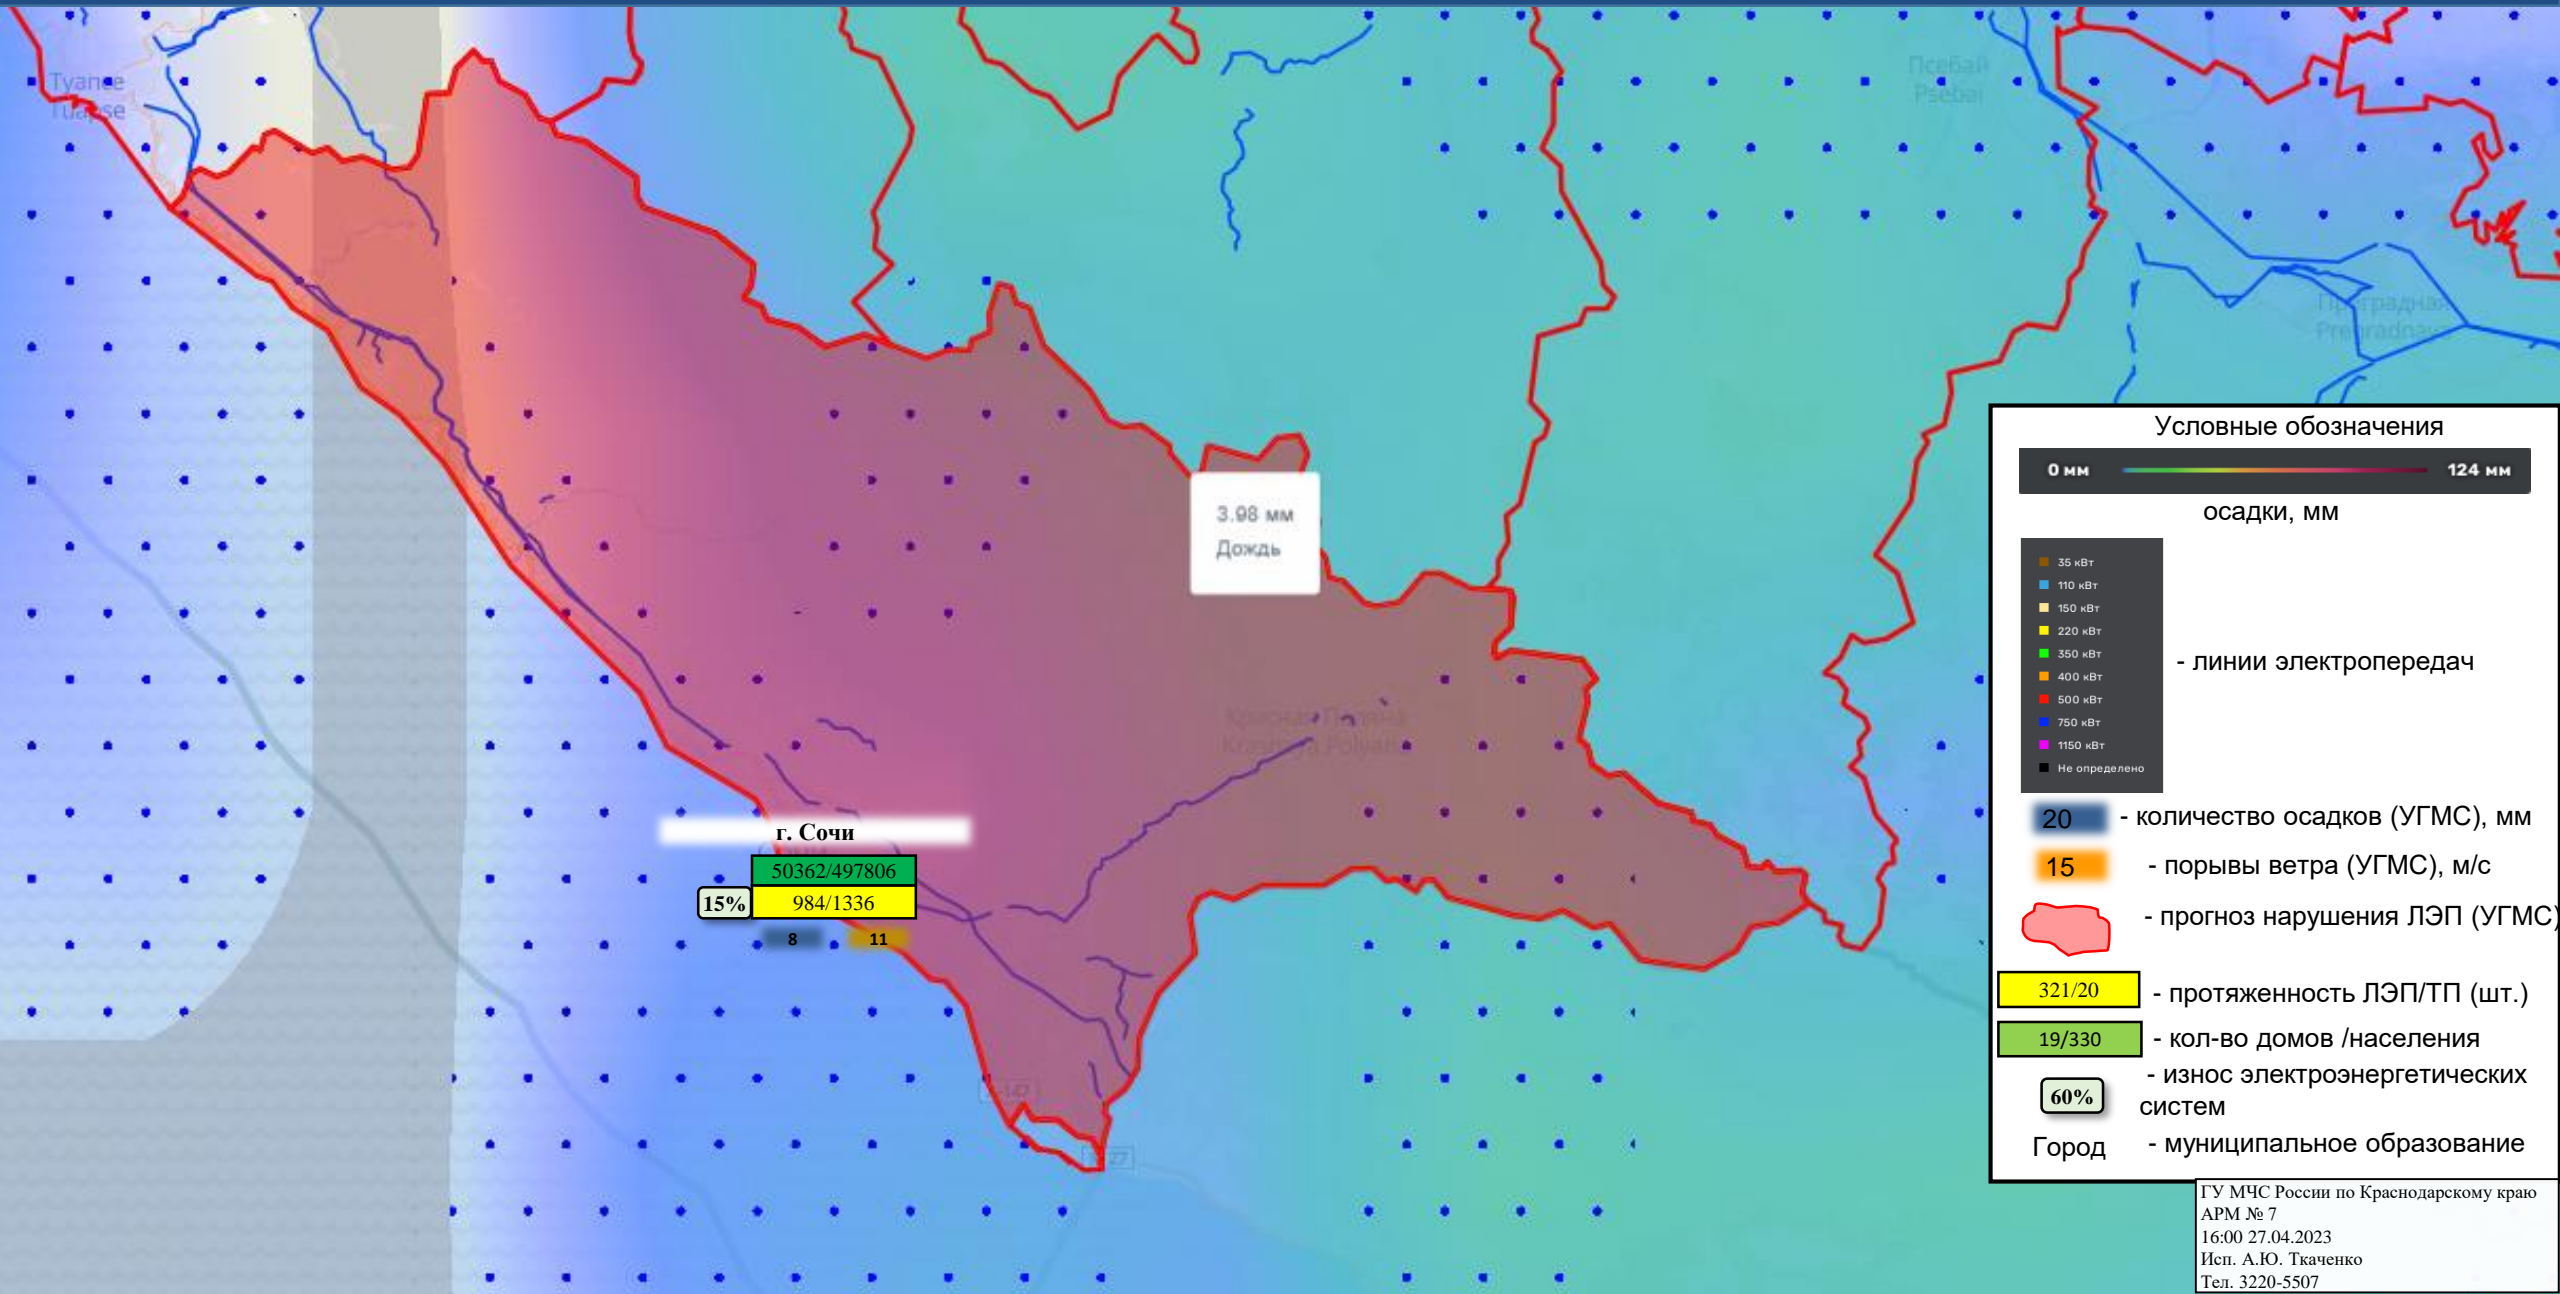 Туапсе
Tuapse
Псебай
Psebai
Преградная
Pregradnaya
3.98 мм
Дождь
Красная Поляна
Krasnaya Polyana
г. Сочи
50362/497806
15%
984/1336
8
11
Условные обозначения
0 мм
124 мм
осадки, мм
35 кВт
110 кВт
150 кВт
220 кВт
350 кВт
400 кВт
500 кВт
750 кВт
1150 кВт
Не определено
- линии электропередач
20 - количество осадков (УГМС), мм
15 - порывы ветра (УГМС), м/с
- прогноз нарушения ЛЭП (УГМС)
321/20 - протяженность ЛЭП/ТП (шт.)
19/330 - кол-во домов /населения
60% - износ электроэнергетических
систем
Город - муниципальное образование
ГУ МЧС России по Краснодарскому краю
АРМ № 7
16:00 27.04.2023
Исп. А.Ю. Ткаченко
Тел. 3220-5507